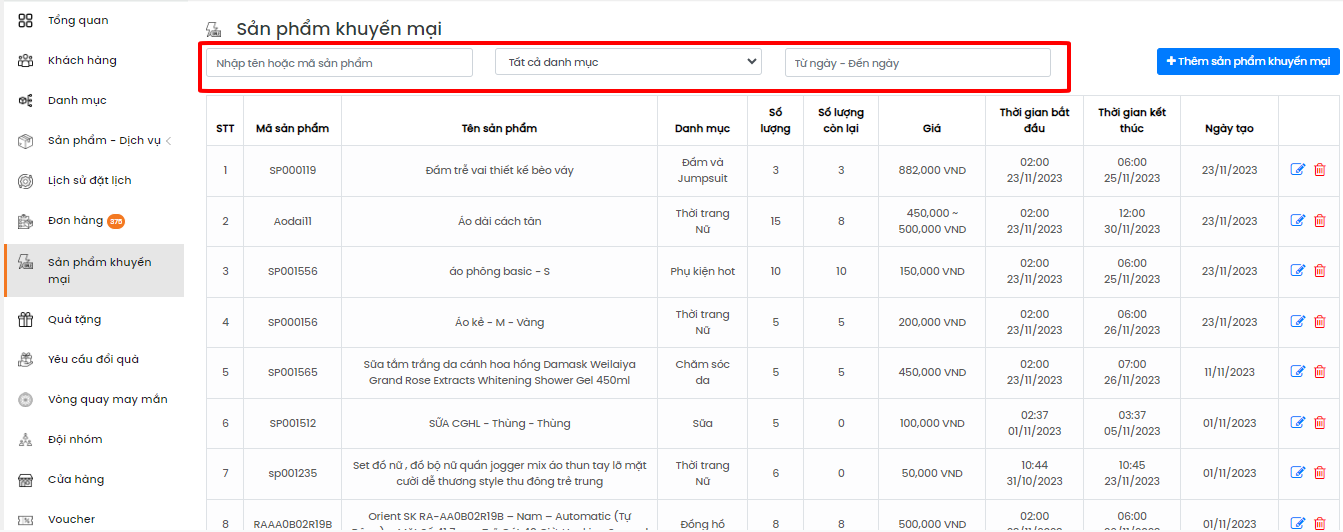 Tổng quan
Khách hàng
Danh mục
Sản phẩm - Dịch vụ
Lịch sử đặt lịch
Đơn hàng 376
Sản phẩm khuyến
mại
Quà tặng
Yêu cầu đổi quà
Vòng quay may mắn
Đội nhóm
Cửa hàng
Voucher
Sản phẩm khuyến mại
Nhập tên hoặc mã sản phẩm
Tất cả danh mục
Từ ngày - Đến ngày
+ Thêm sản phẩm khuyến mại
STT Mã sản phẩm Tên sản phẩm Danh mục Số lượng Số lượng còn lại Giá Thời gian bắt đầu Thời gian kết thúc Ngày tạo
1 SP000119 Đầm trễ vai thiết kế bèo váy Đầm và Jumpsuit 3 3 882,000 VND 02:00 23/11/2023 06:00 25/11/2023 23/11/2023
2 Aodai11 Áo dài cách tân Thời trang Nữ 15 8 450,000 ~ 500,000 VND 02:00 23/11/2023 12:00 30/11/2023 23/11/2023
3 SP001556 áo phông basic - S Phụ kiện hot 10 10 150,000 VND 02:00 23/11/2023 06:00 25/11/2023 23/11/2023
4 SP000156 Áo kẻ - M - Vàng Thời trang Nữ 5 5 200,000 VND 02:00 23/11/2023 06:00 26/11/2023 23/11/2023
5 SP001565 Sữa tắm trắng da cánh hoa hồng Damask Weilaiya Grand Rose Extracts Whitening Shower Gel 450ml Chăm sóc da 5 5 450,000 VND 02:00 23/11/2023 07:00 26/11/2023 11/11/2023
6 SP001512 SỮA CGHL - Thùng - Thùng Sữa 5 0 100,000 VND 02:37 01/11/2023 03:37 05/11/2023 01/11/2023
7 sp001235 Set đồ nữ , đồ bộ nữ quần jogger mix áo thun tay lỡ mặt cười dễ thương style thu đông trẻ trung Thời trang Nữ 6 0 50,000 VND 10:44 31/10/2023 10:45 23/11/2023 01/11/2023
8 RAAA0B02R19B Orient SK RA-AA0B02R19B – Nam – Automatic (Tự Đồng hồ 8 8 500,000 VND 02:00 06:00 01/11/2023